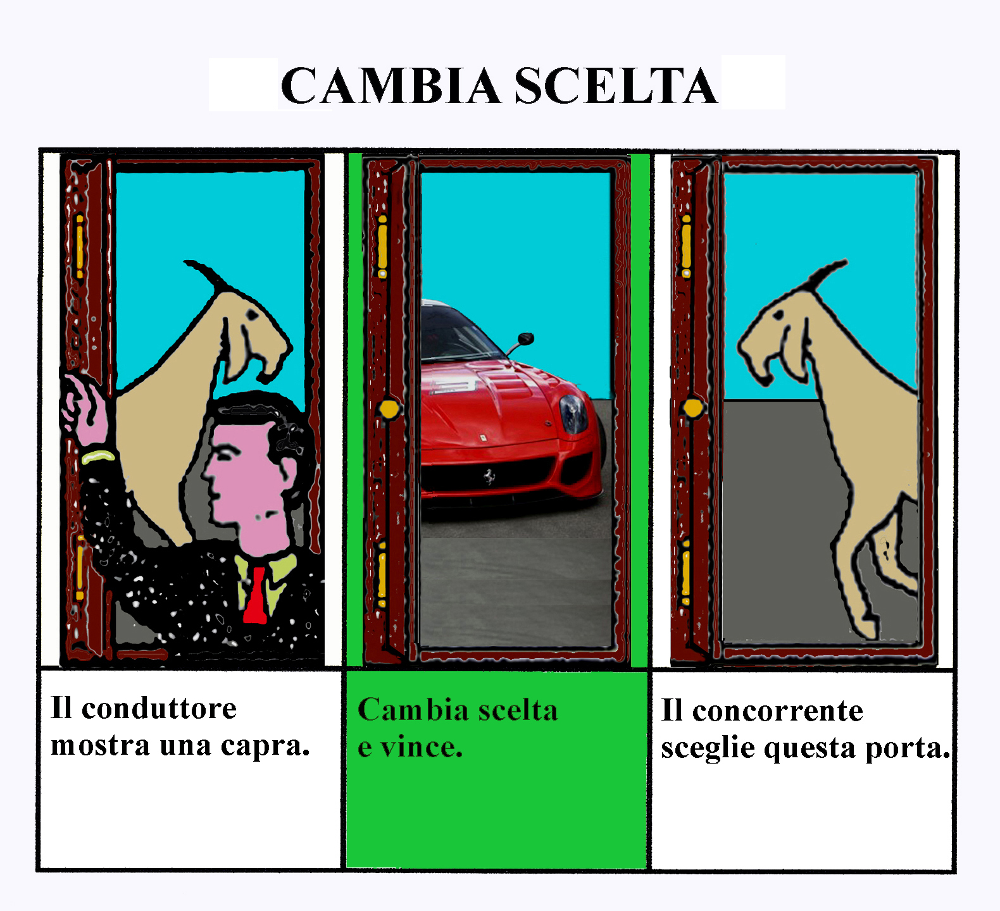 CAMBIA SCELTA
Il conduttore
mostra una capra.
Cambia scelta
e vince.
Il concorrente
sceglie questa porta.